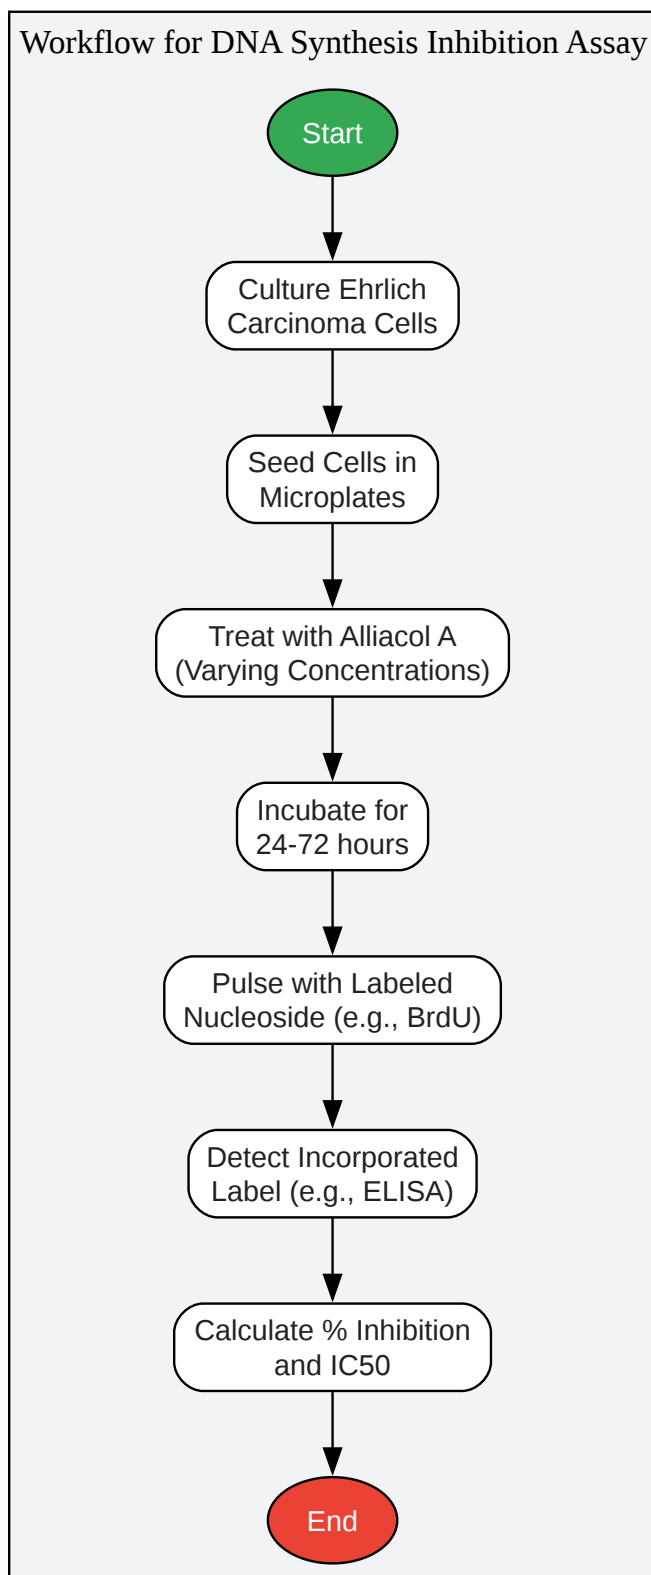 Workflow for DNA Synthesis Inhibition Assay
Start
Culture Ehrlich
Carcinoma Cells
Seed Cells in
Microplates
Treat with Alliacol A
(Varying Concentrations)
Incubate for
24-72 hours
Pulse with Labeled
Nucleoside (e.g., BrdU)
Detect Incorporated
Label (e.g., ELISA)
Calculate % Inhibition
and IC50
End